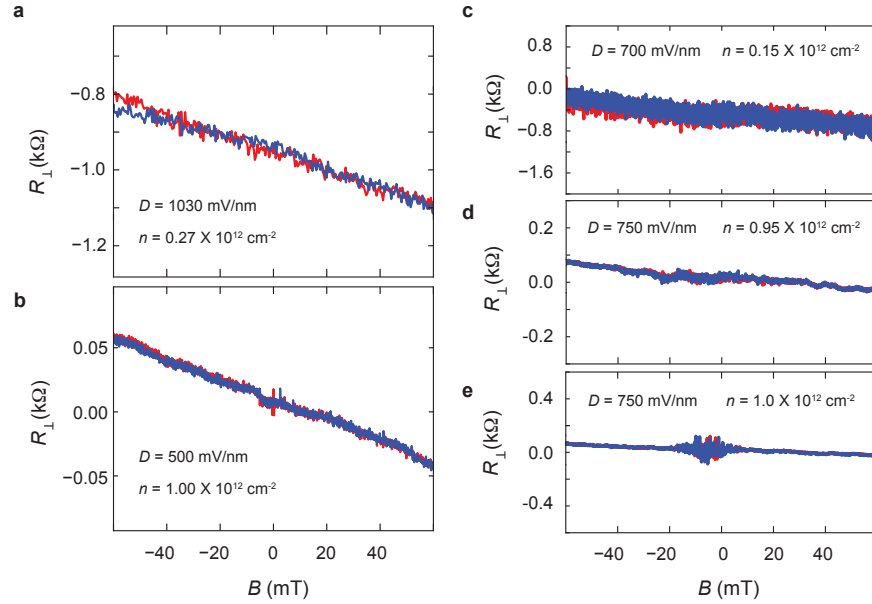 a
R⊥(kΩ)
−0.8
−1.0
−1.2
D = 1030 mV/nm
n = 0.27 X 10¹² cm⁻²
b
R⊥(kΩ)
0.05
0.00
−0.05
D = 500 mV/nm
n = 1.00 X 10¹² cm⁻²
−40 −20 0 20 40
B (mT)
c
R⊥(kΩ)
1.2
0.0
−0.8
−1.6
D = 700 mV/nm n = 0.15 X 10¹² cm⁻²
d
R⊥(kΩ)
0.2
0.0
-0.2
D = 750 mV/nm n = 0.95 X 10¹² cm⁻²
e
R⊥(kΩ)
0.4
0.0
-0.4
D = 750 mV/nm n = 1.0 X 10¹² cm⁻²
−40 −20 0 20 40
B (mT)